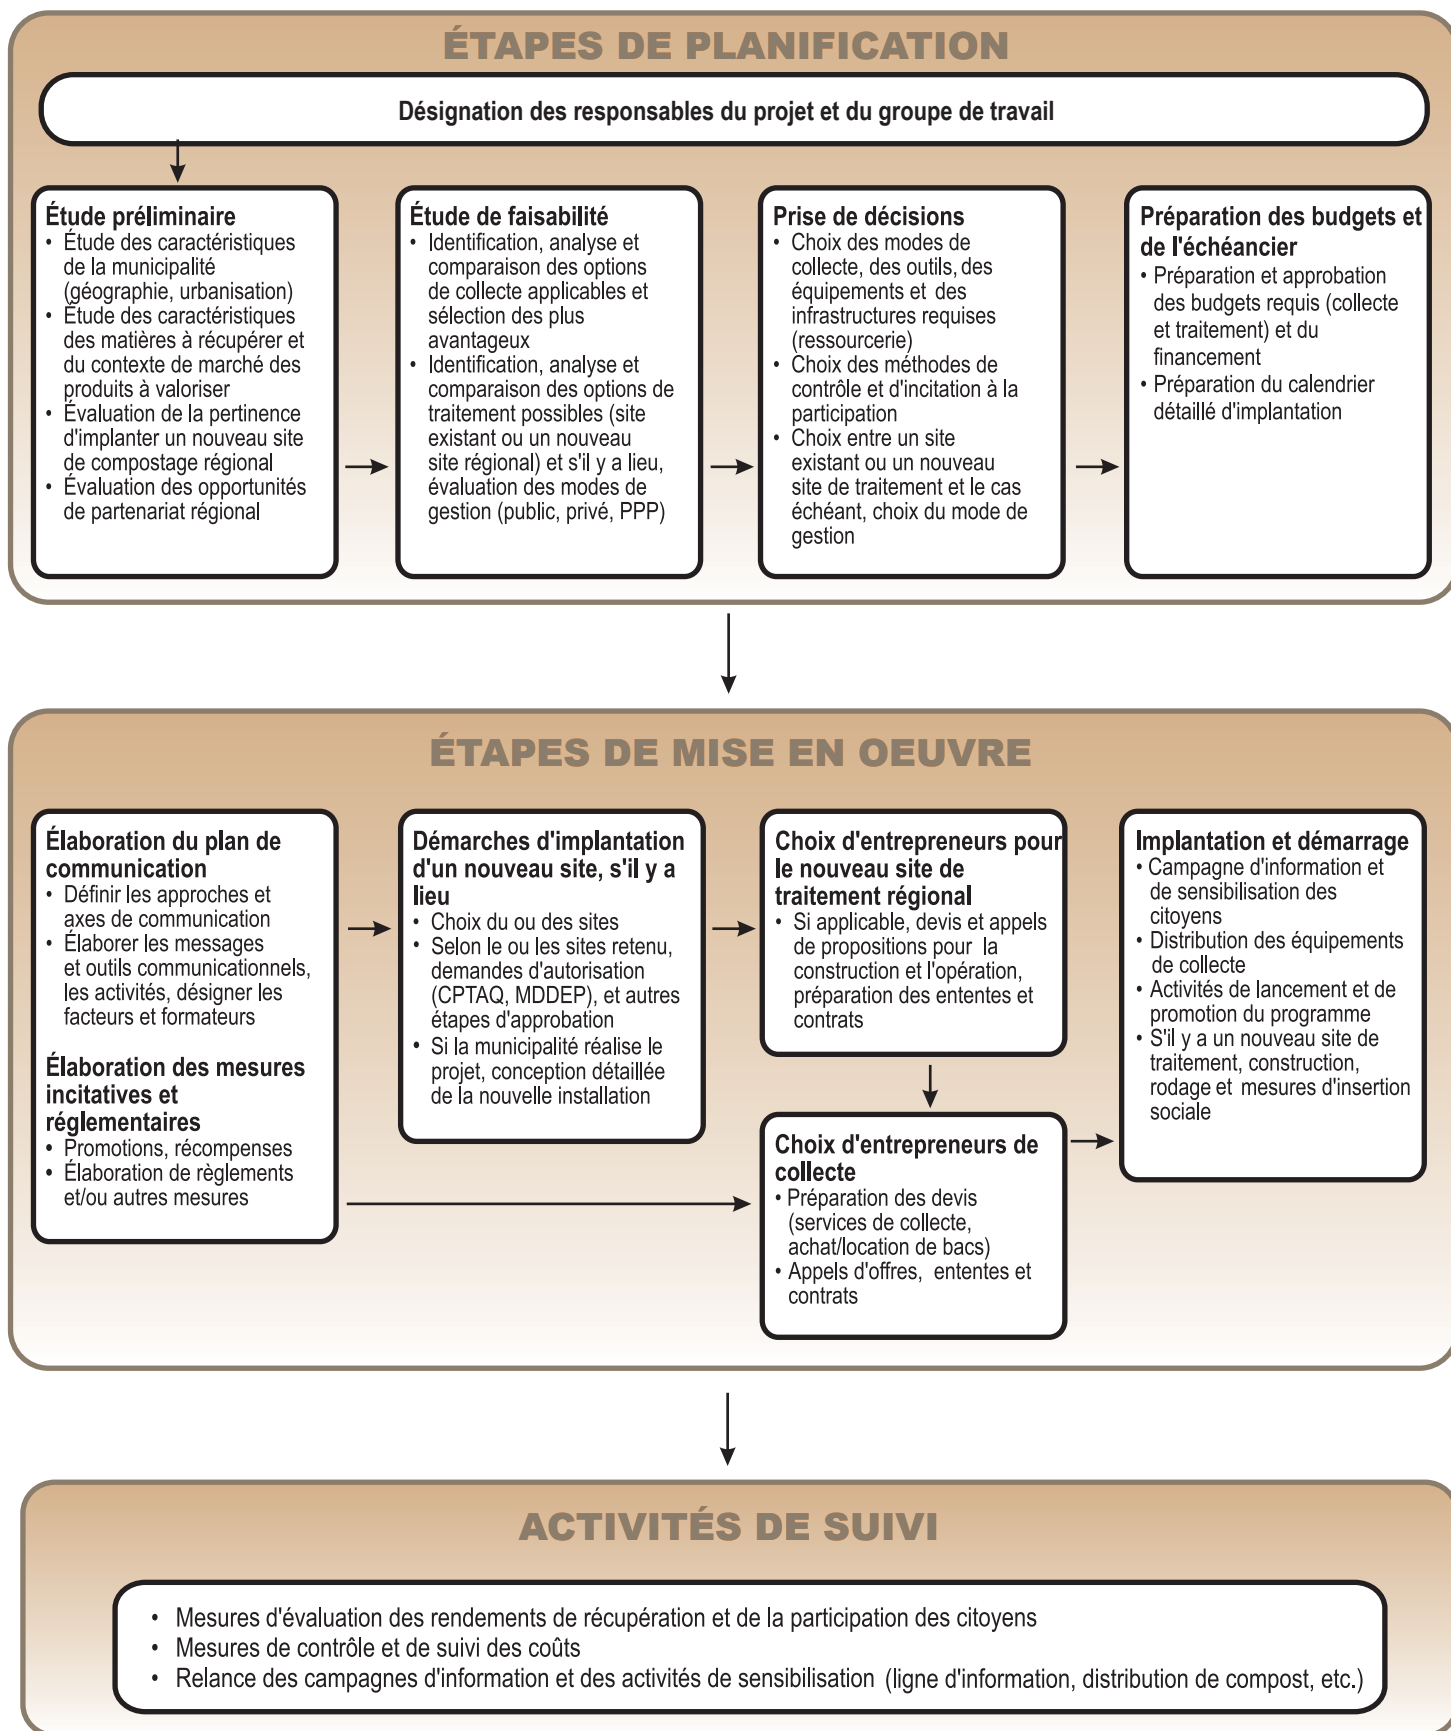 ÉTAPES DE PLANIFICATION
Désignation des responsables du projet et du groupe de travail
Étude préliminaire
• Étude des caractéristiques
de la municipalité
(géographie, urbanisation)
• Étude des caractéristiques
des matières à récupérer et
du contexte de marché des
produits à valoriser
• Évaluation de la pertinence
d'implanter un nouveau site
de compostage régional
• Évaluation des opportunités
de partenariat régional
Étude de faisabilité
• Identification, analyse et
comparaison des options
de collecte applicables et
sélection des plus
avantageux
• Identification, analyse et
comparaison des options de
traitement possibles (site
existant ou un nouveau
site régional) et s'il y a lieu,
évaluation des modes de
gestion (public, privé, PPP)
Prise de décisions
• Choix des modes de
collecte, des outils, des
équipements et des
infrastructures requises
(ressourcerie)
• Choix des méthodes de
contrôle et d'incitation à la
participation
• Choix entre un site
existant ou un nouveau
site de traitement et le cas
échéant, choix du mode de
gestion
Préparation des budgets et
de l'échéancier
• Préparation et approbation
des budgets requis (collecte
et traitement) et du
financement
• Préparation du calendrier
détaillé d'implantation
ÉTAPES DE MISE EN OEUVRE
Élaboration du plan de
communication
• Définir les approches et
axes de communication
• Élaborer les messages
et outils communicationnels,
les activités, désigner les
facteurs et formateurs
Élaboration des mesures
incitatives et
réglementaires
• Promotions, récompenses
• Élaboration de règlements
et/ou autres mesures
Démarches d'implantation
d'un nouveau site, s'il y a
lieu
• Choix du ou des sites
• Selon le ou les sites retenu,
demandes d'autorisation
(CPTAQ, MDDEP), et autres
étapes d'approbation
• Si la municipalité réalise le
projet, conception détaillée
de la nouvelle installation
Choix d'entrepreneurs pour
le nouveau site de
traitement régional
• Si applicable, devis et appels
de propositions pour la
construction et l'opération,
préparation des ententes et
contrats
Choix d'entrepreneurs de
collecte
• Préparation des devis
(services de collecte,
achat/location de bacs)
• Appels d'offres, ententes et
contrats
Implantation et démarrage
• Campagne d'information et
de sensibilisation des
citoyens
• Distribution des équipements
de collecte
• Activités de lancement et de
promotion du programme
• S'il y a un nouveau site de
traitement, construction,
rodage et mesures d'insertion
sociale
ACTIVITÉS DE SUIVI
• Mesures d'évaluation des rendements de récupération et de la participation des citoyens
• Mesures de contrôle et de suivi des coûts
• Relance des campagnes d'information et des activités de sensibilisation (ligne d'information, distribution de compost, etc.)